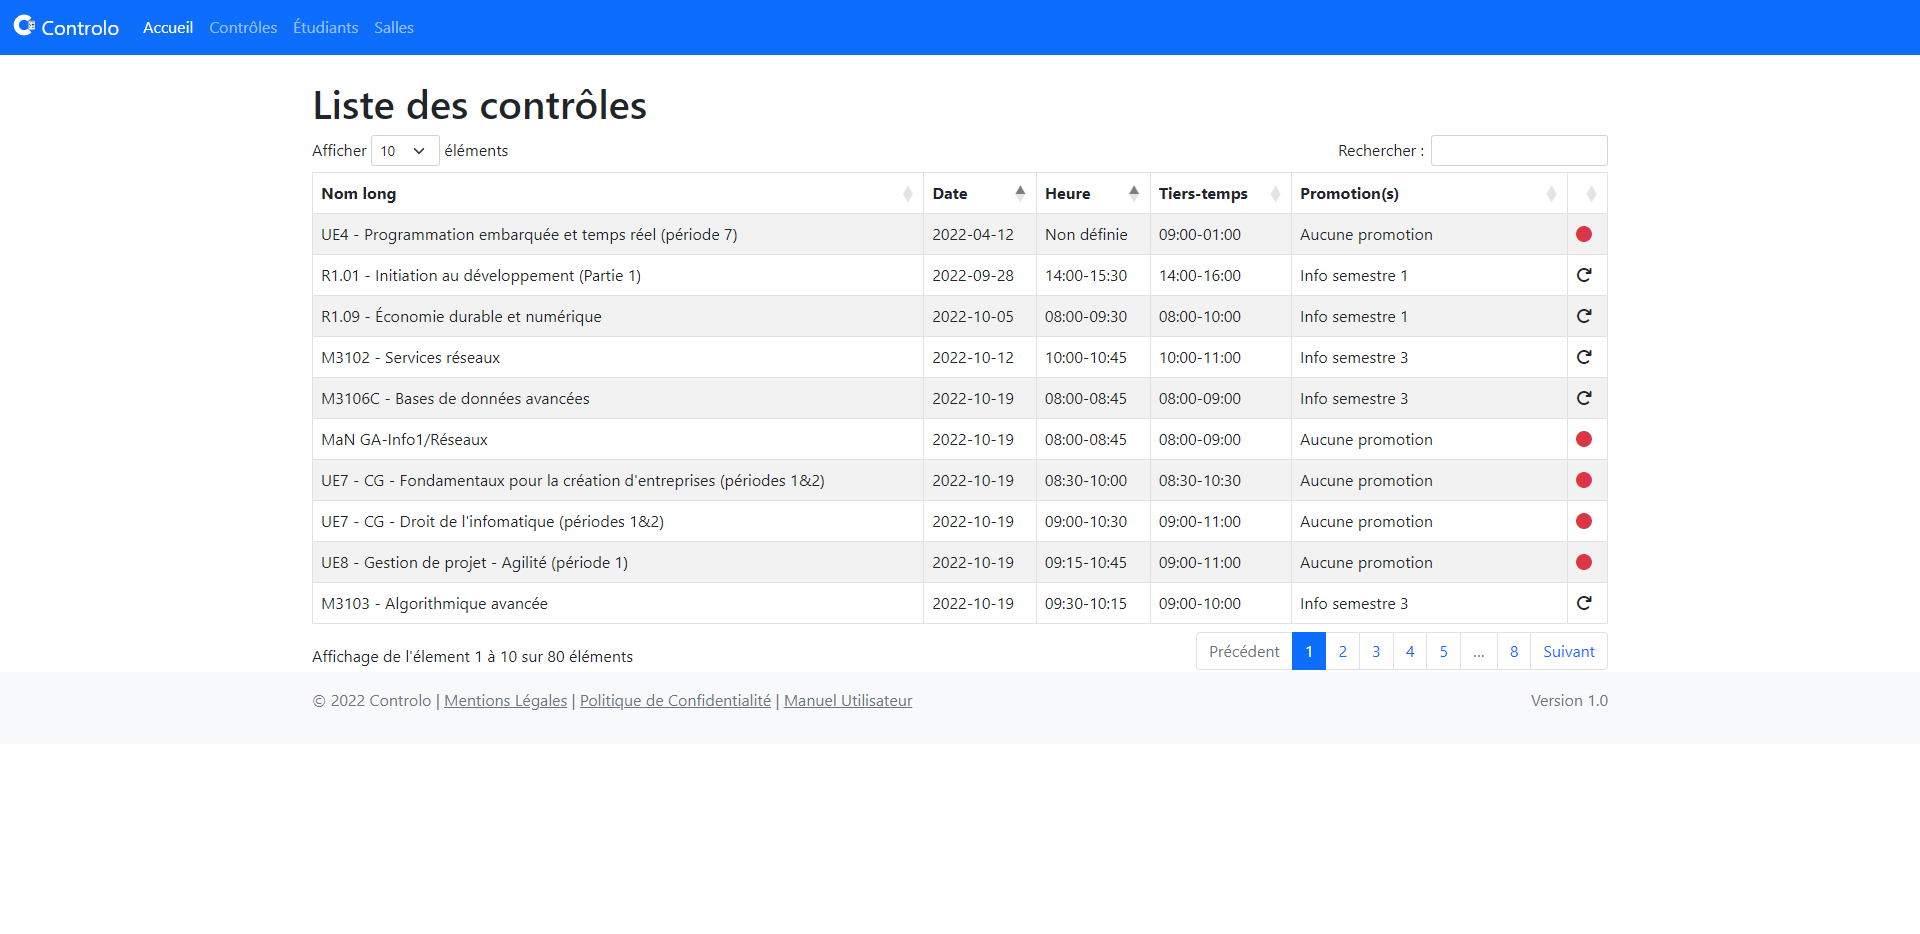 Controlo Accueil Contrôles Étudiants Salles
Liste des contrôles
Afficher 10 éléments Rechercher :
Nom long Date Heure Tiers-temps Promotion(s)
UE4 - Programmation embarquée et temps réel (période 7) 2022-04-12 Non définie 09:00-01:00 Aucune promotion
R1.01 - Initiation au développement (Partie 1) 2022-09-28 14:00-15:30 14:00-16:00 Info semestre 1
R1.09 - Économie durable et numérique 2022-10-05 08:00-09:30 08:00-10:00 Info semestre 1
M3102 - Services réseaux 2022-10-12 10:00-10:45 10:00-11:00 Info semestre 3
M3106C - Bases de données avancées 2022-10-19 08:00-08:45 08:00-09:00 Info semestre 3
MaN GA-Info1/Réseaux 2022-10-19 08:00-08:45 08:00-09:00 Aucune promotion
UE7 - CG - Fondamentaux pour la création d'entreprises (périodes 1&2) 2022-10-19 08:30-10:00 08:30-10:30 Aucune promotion
UE7 - CG - Droit de l'infomatique (périodes 1&2) 2022-10-19 09:00-10:30 09:00-11:00 Aucune promotion
UE8 - Gestion de projet - Agilité (période 1) 2022-10-19 09:15-10:45 09:00-11:00 Aucune promotion
M3103 - Algorithmique avancée 2022-10-19 09:30-10:15 09:00-10:00 Info semestre 3
Affichage de l'élement 1 à 10 sur 80 éléments Précédent 1 2 3 4 5 ... 8 Suivant
© 2022 Controlo | Mentions Légales | Politique de Confidentialité | Manuel Utilisateur Version 1.0